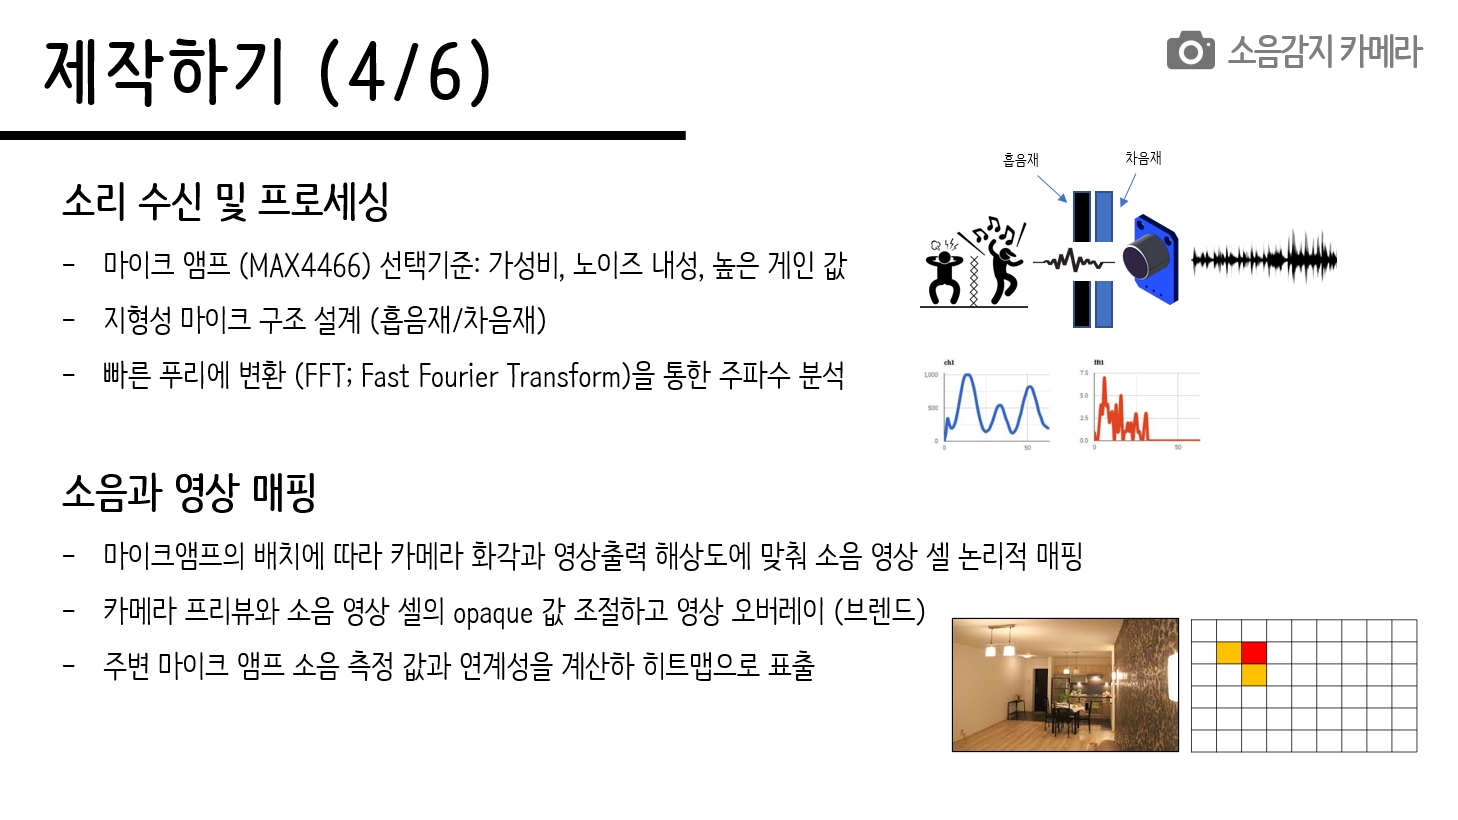 제작하기 (4/6)
소음감지 카메라
소리 수신 및 프로세싱
- 마이크 앰프 (MAX4466) 선택기준: 가성비, 노이즈 내성, 높은 게인 값
- 지형성 마이크 구조 설계 (흡음재/차음재)
- 빠른 푸리에 변환 (FFT; Fast Fourier Transform)을 통한 주파수 분석
흡음재
차음재
ch1
1,000
500
0
0
50
fft1
7.5
5.0
2.5
0.0
0
50
소음과 영상 매핑
- 마이크앰프의 배치에 따라 카메라 화각과 영상출력 해상도에 맞춰 소음 영상 셀 논리적 매핑
- 카메라 프리뷰와 소음 영상 셀의 opaque 값 조절하고 영상 오버레이 (브렌드)
- 주변 마이크 앰프 소음 측정 값과 연계성을 계산하 히트맵으로 표출